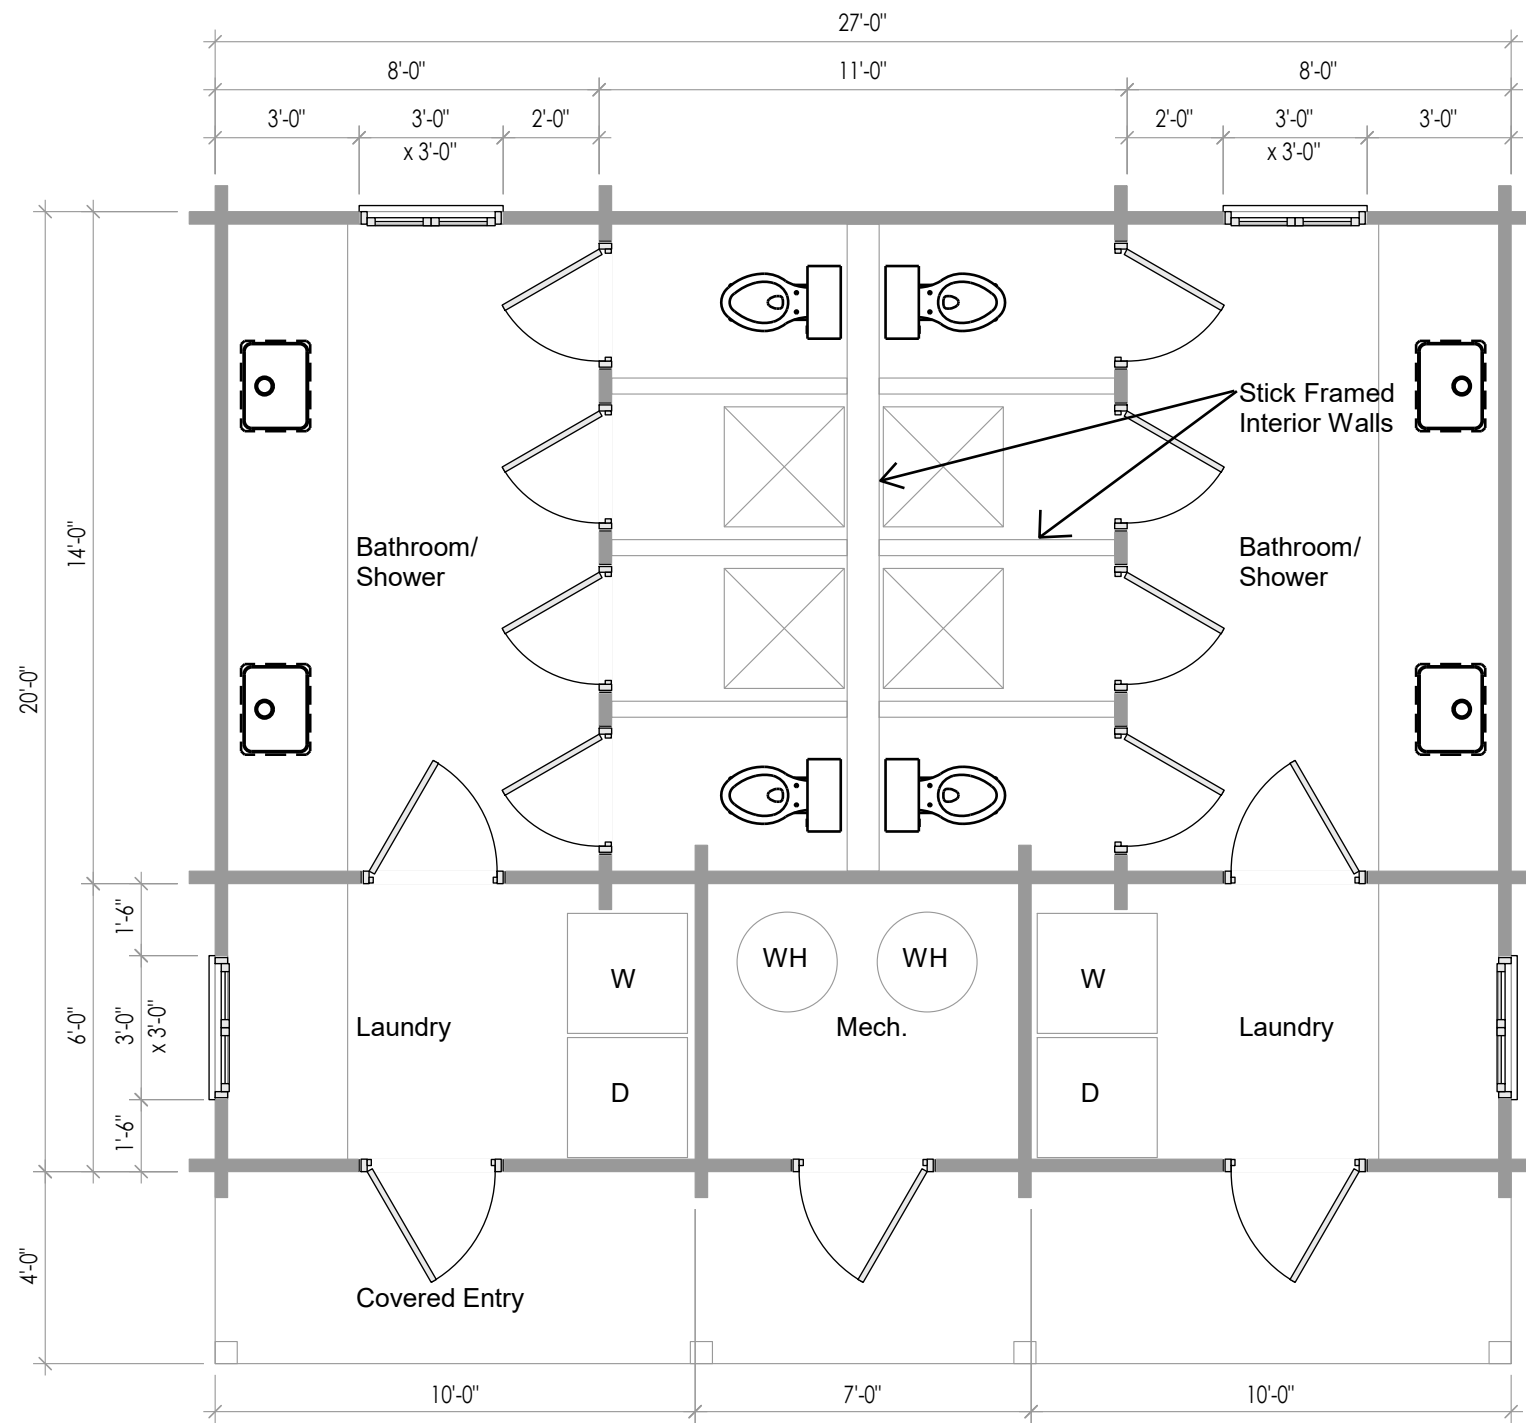 27'-0"
8'-0" 11'-0" 8'-0"
3'-0" 3'-0" 2'-0" 2'-0" 3'-0" 3'-0"
x 3'-0" x 3'-0"
Stick Framed
Interior Walls
14'-0"
Bathroom/
Shower
Bathroom/
Shower
20'-0"
1'-6"
W WH WH W
6'-0"
3'-0"
x 3'-0"
Laundry Mech. Laundry
D D
1'-6"
4'-0"
Covered Entry
10'-0" 7'-0" 10'-0"